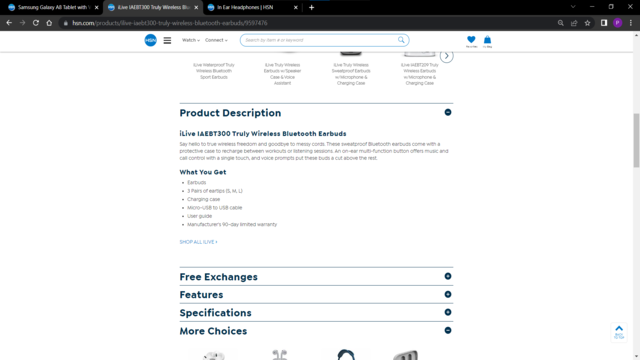 Samsung Galaxy A8 Tablet with V
iLive IAEBT300 Truly Wireless Blu
In Ear Headphones | HSN
hsn.com/products/ilive-iaebt300-truly-wireless-bluetooth-earbuds/9597476
HSN
Watch
Connect
Search by item # or keyword
iLive Waterproof Truly Wireless Bluetooth Sport Earbuds
iLive Truly Wireless Earbuds w/Speaker Case & Voice Assistant
iLive Truly Wireless Sweatproof Earbuds w/Microphone & Charging Case
Wireless Earbuds w/Microphone & Charging Case
Product Description
iLive IAEBT300 Truly Wireless Bluetooth Earbuds
Say hello to true wireless freedom and goodbye to messy cords. These sweatproof Bluetooth earbuds come with a
protective case to recharge between workouts or listening sessions. An on-ear multi-function button offers music and
call control with a single touch, and voice prompts put these buds a cut above the rest.
What You Get
Earbuds
3 Pairs of eartips (S, M, L)
Charging case
Micro-USB to USB cable
User guide
Manufacturer's 90-day limited warranty
SHOP ALL ILIVE >
Free Exchanges
Features
Specifications
More Choices
BACK
TO TOP